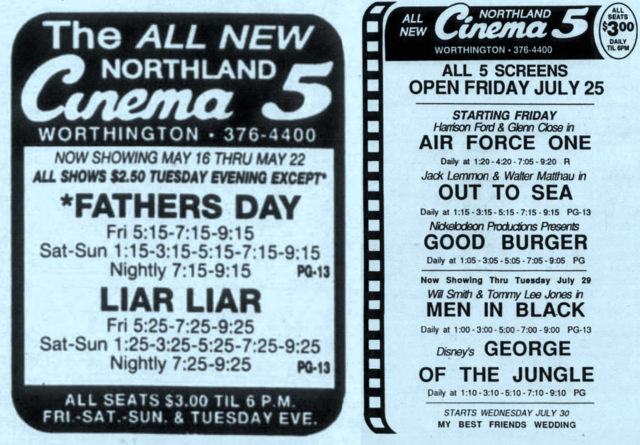 The ALL NEW
NORTHLAND
Cinema 5
WORTHINGTON • 376-4400
NOW SHOWING MAY 16 THRU MAY 22
ALL SHOWS $2.50 TUESDAY EVENING EXCEPT*
*FATHERS DAY
Fri 5:15-7:15-9:15
Sat-Sun 1:15-3:15-5:15-7:15-9:15
Nightly 7:15-9:15 PG-13
LIAR LIAR
Fri 5:25-7:25-9:25
Sat-Sun 1:25-3:25-5:25-7:25-9:25
Nightly 7:25-9:25 PG-13
ALL SEATS $3.00 TIL 6 P.M.
FRI.-SAT.-SUN. & TUESDAY EVE.
ALL NEW
NORTHLAND
Cinema 5
WORTHINGTON • 376-4400
ALL SEATS
$3.00
DAILY
TIL 6PM
ALL 5 SCREENS
OPEN FRIDAY JULY 25
STARTING FRIDAY
Harrison Ford & Glenn Close in
AIR FORCE ONE
Daily at 1:20 - 4:20 - 7:05 - 9:20 R
Jack Lemmon & Walter Matthau in
OUT TO SEA
Daily at 1:15 - 3:15 - 5:15 - 7:15 - 9:15 PG-13
Nickelodeon Productions Presents
GOOD BURGER
Daily at 1:05 - 3:05 - 5:05 - 7:05 - 9:05 PG
Now Showing Thru Tuesday July 29
Will Smith & Tommy Lee Jones in
MEN IN BLACK
Daily at 1:00 - 3:00 - 5:00 - 7:00 - 9:00 PG-13
Disney's GEORGE
OF THE JUNGLE
Daily at 1:10 - 3:10 - 5:10 - 7:10 - 9:10 PG
STARTS WEDNESDAY JULY 30
MY BEST FRIENDS WEDDING